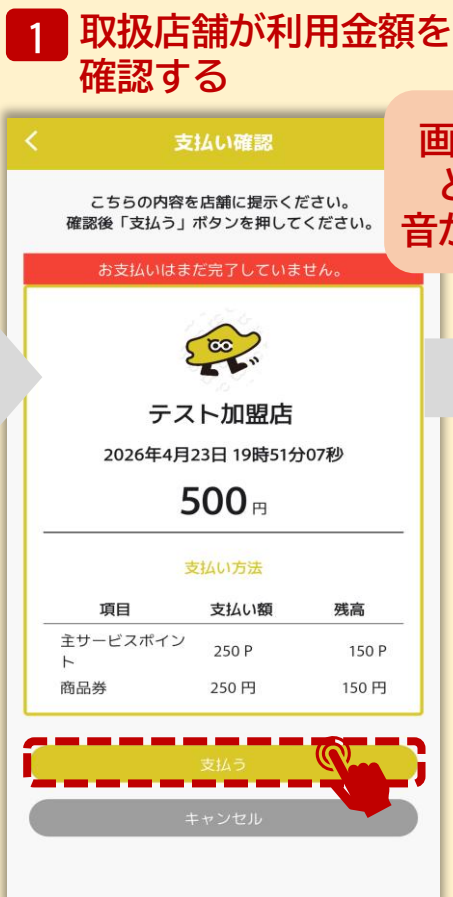 1 取扱店舗が利用金額を
確認する
支払い確認
こちらの内容を店舗に提示ください。
確認後「支払う」ボタンを押してください。
お支払いはまだ完了していません。
テスト加盟店
2026年4月23日 19時51分07秒
500 円
支払い方法
項目 支払い額 残高
主サービスポイン
ト 250 P 150 P
商品券 250 円 150 円
支払う
キャンセル
画
音